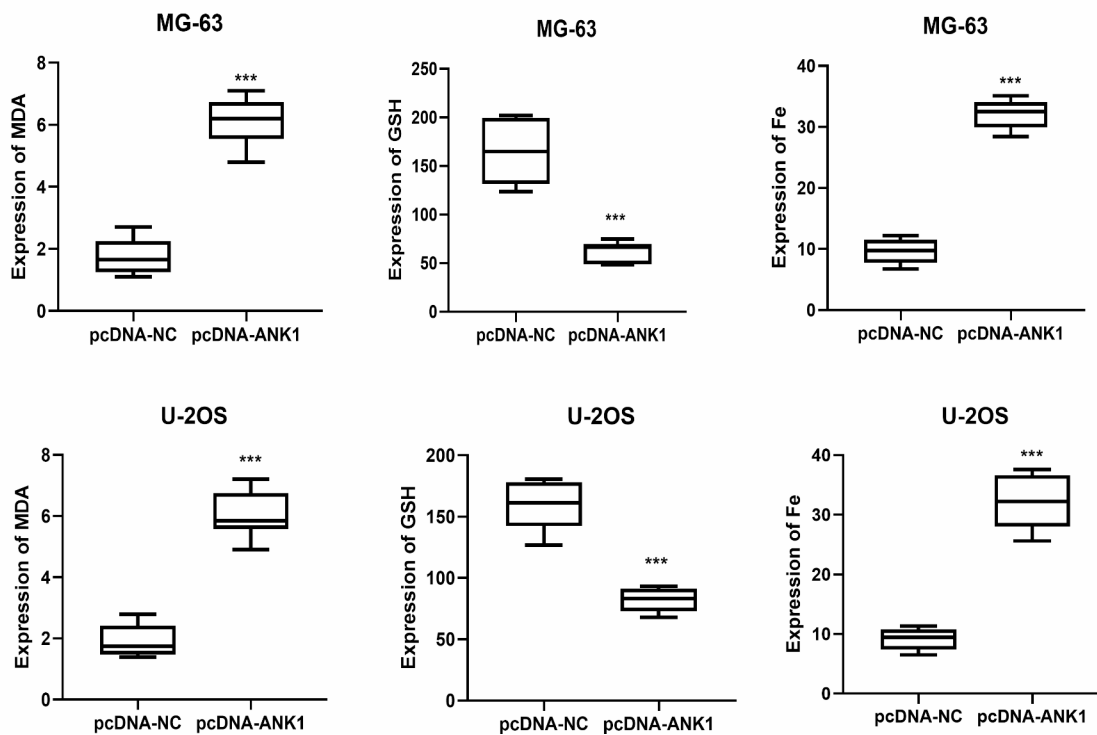 MG-63
Expression of MDA
8
6
4
2
0
***
pcDNA-NC pcDNA-ANK1
MG-63
Expression of GSH
250
200
150
100
50
0
***
pcDNA-NC pcDNA-ANK1
MG-63
Expression of Fe
40
30
20
10
0
***
pcDNA-NC pcDNA-ANK1
U-2OS
Expression of MDA
8
6
4
2
0
***
pcDNA-NC pcDNA-ANK1
U-2OS
Expression of GSH
200
150
100
50
0
***
pcDNA-NC pcDNA-ANK1
U-2OS
Expression of Fe
40
30
20
10
0
***
pcDNA-NC pcDNA-ANK1